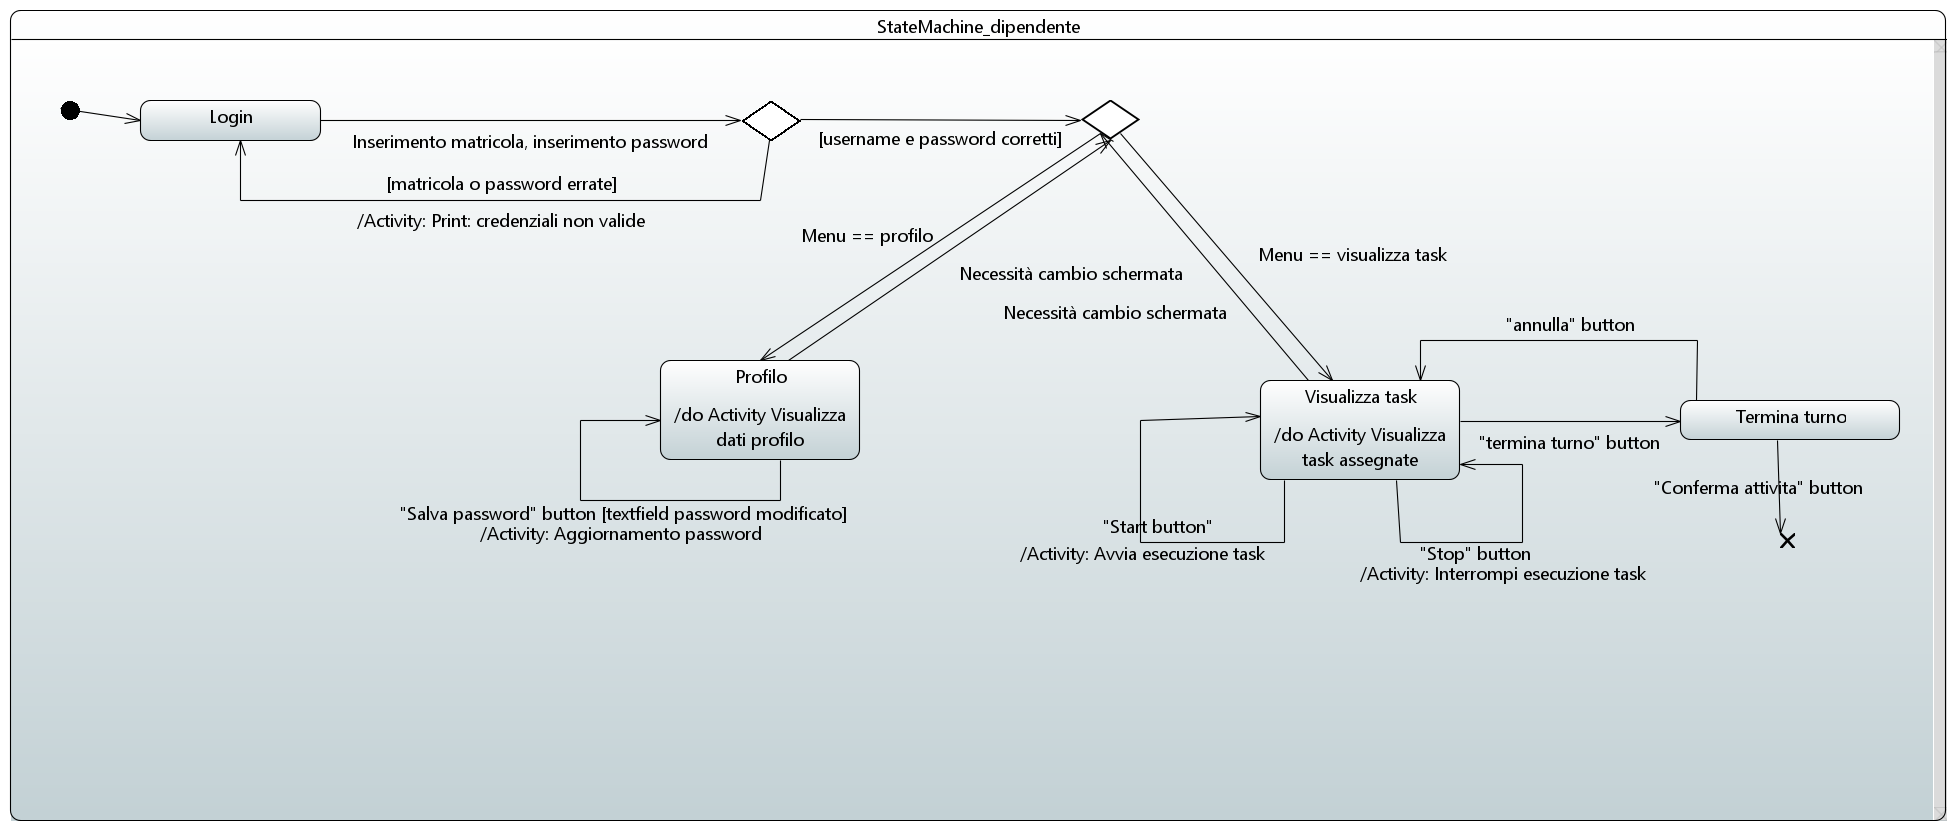 StateMachine_dipendente
Login
Inserimento matricola, inserimento password
[username e password corretti]
[matricola o password errate]
/Activity: Print: credenziali non valide
Menu == profilo
Menu == visualizza task
Necessità cambio schermata
Necessità cambio schermata
"annulla" button
Profilo
/do Activity Visualizza
dati profilo
Visualizza task
/do Activity Visualizza
task assegnate
Termina turno
"termina turno" button
"Conferma attivita" button
"Salva password" button [textfield password modificato]
/Activity: Aggiornamento password
"Start button"
/Activity: Avvia esecuzione task
"Stop" button
/Activity: Interrompi esecuzione task